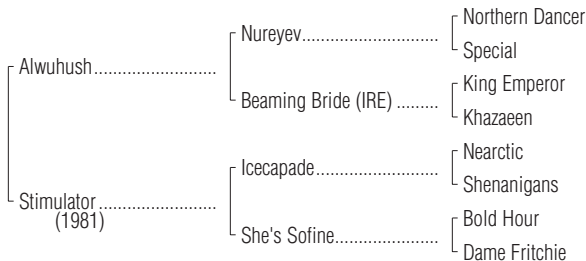 Northern Dancer
Nureyev
Special
Alwuhush
King Emperor
Beaming Bride (IRE)
Khazaeen
Nearctic
Icecapade
Shenanigans
Stimulator
(1981)
Bold Hour
She's Sofine
Dame Fritchie